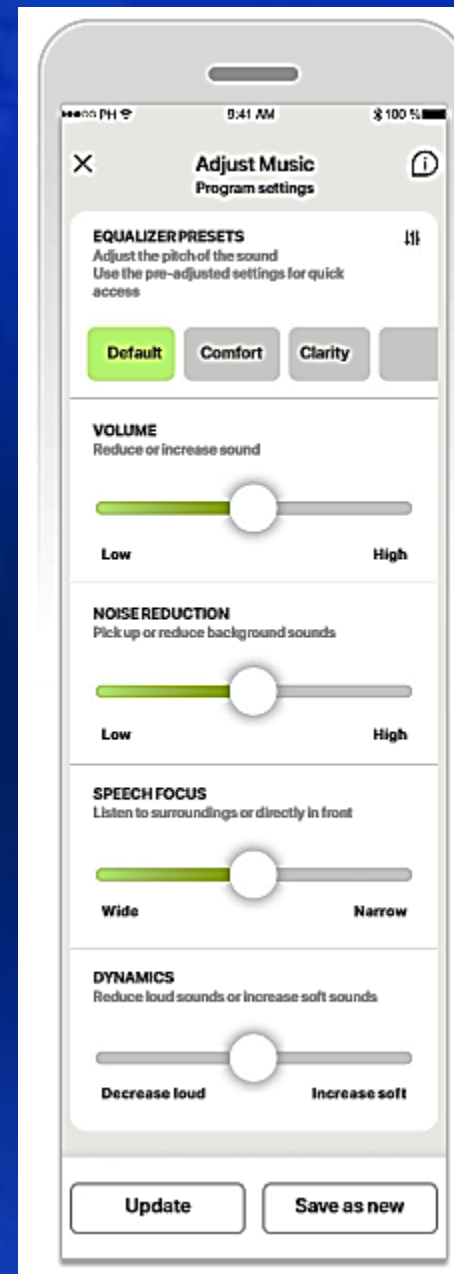 PH 9:41 AM 100 %
Adjust Music
Program settings
EQUALIZER PRESETS
Adjust the pitch of the sound
Use the pre-adjusted settings for quick
access
Default Comfort Clarity
VOLUME
Reduce or increase sound
Low High
NOISE REDUCTION
Pick up or reduce background sounds
Low High
SPEECH FOCUS
Listen to surroundings or directly in front
Wide Narrow
DYNAMICS
Reduce loud sounds or increase soft sounds
Decrease loud Increase soft
Update Save as new